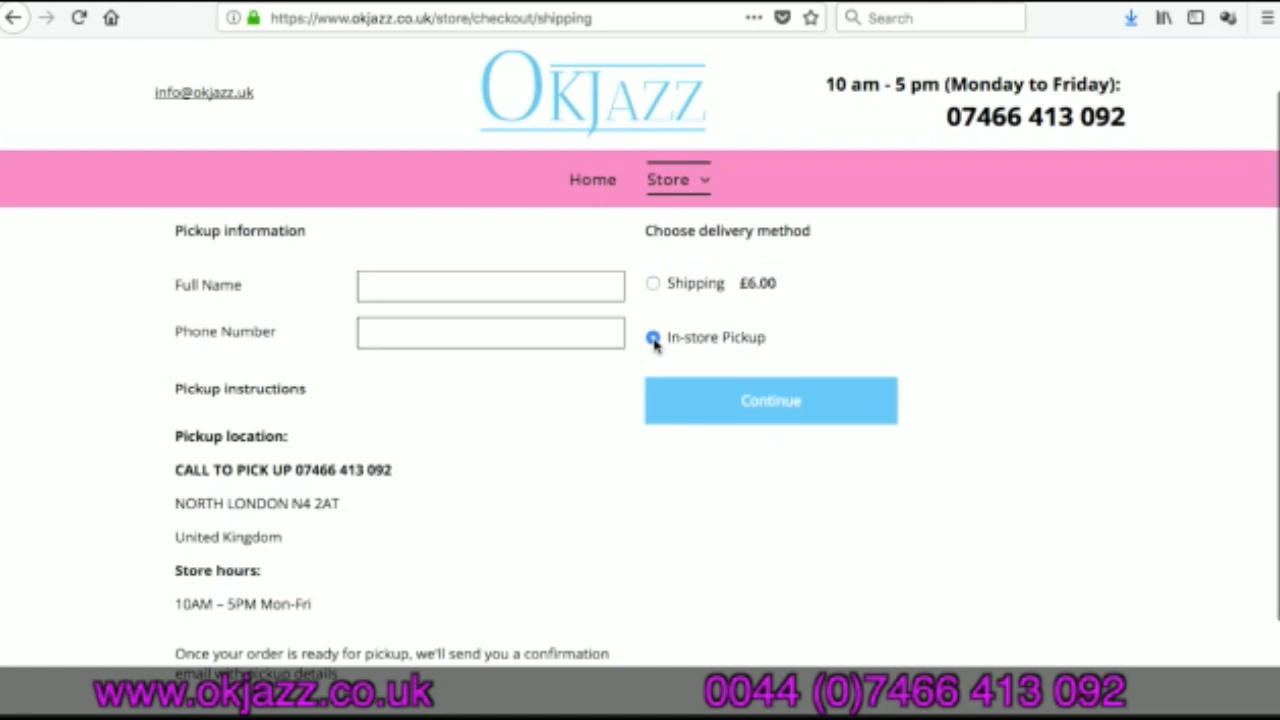 https://www.okjazz.co.uk/store/checkout/shipping
Search
info@okjazz.uk
OKJAZZ
10 am - 5 pm (Monday to Friday):
07466 413 092
Home
Store
Pickup information
Choose delivery method
Full Name
Shipping £6.00
Phone Number
In-store Pickup
Pickup instructions
Continue
Pickup location:
CALL TO PICK UP 07466 413 092
NORTH LONDON N4 2AT
United Kingdom
Store hours:
10AM – 5PM Mon-Fri
Once your order is ready for pickup, we'll send you a confirmation
email with pickup details
www.okjazz.co.uk
0044 (0)7466 413 092